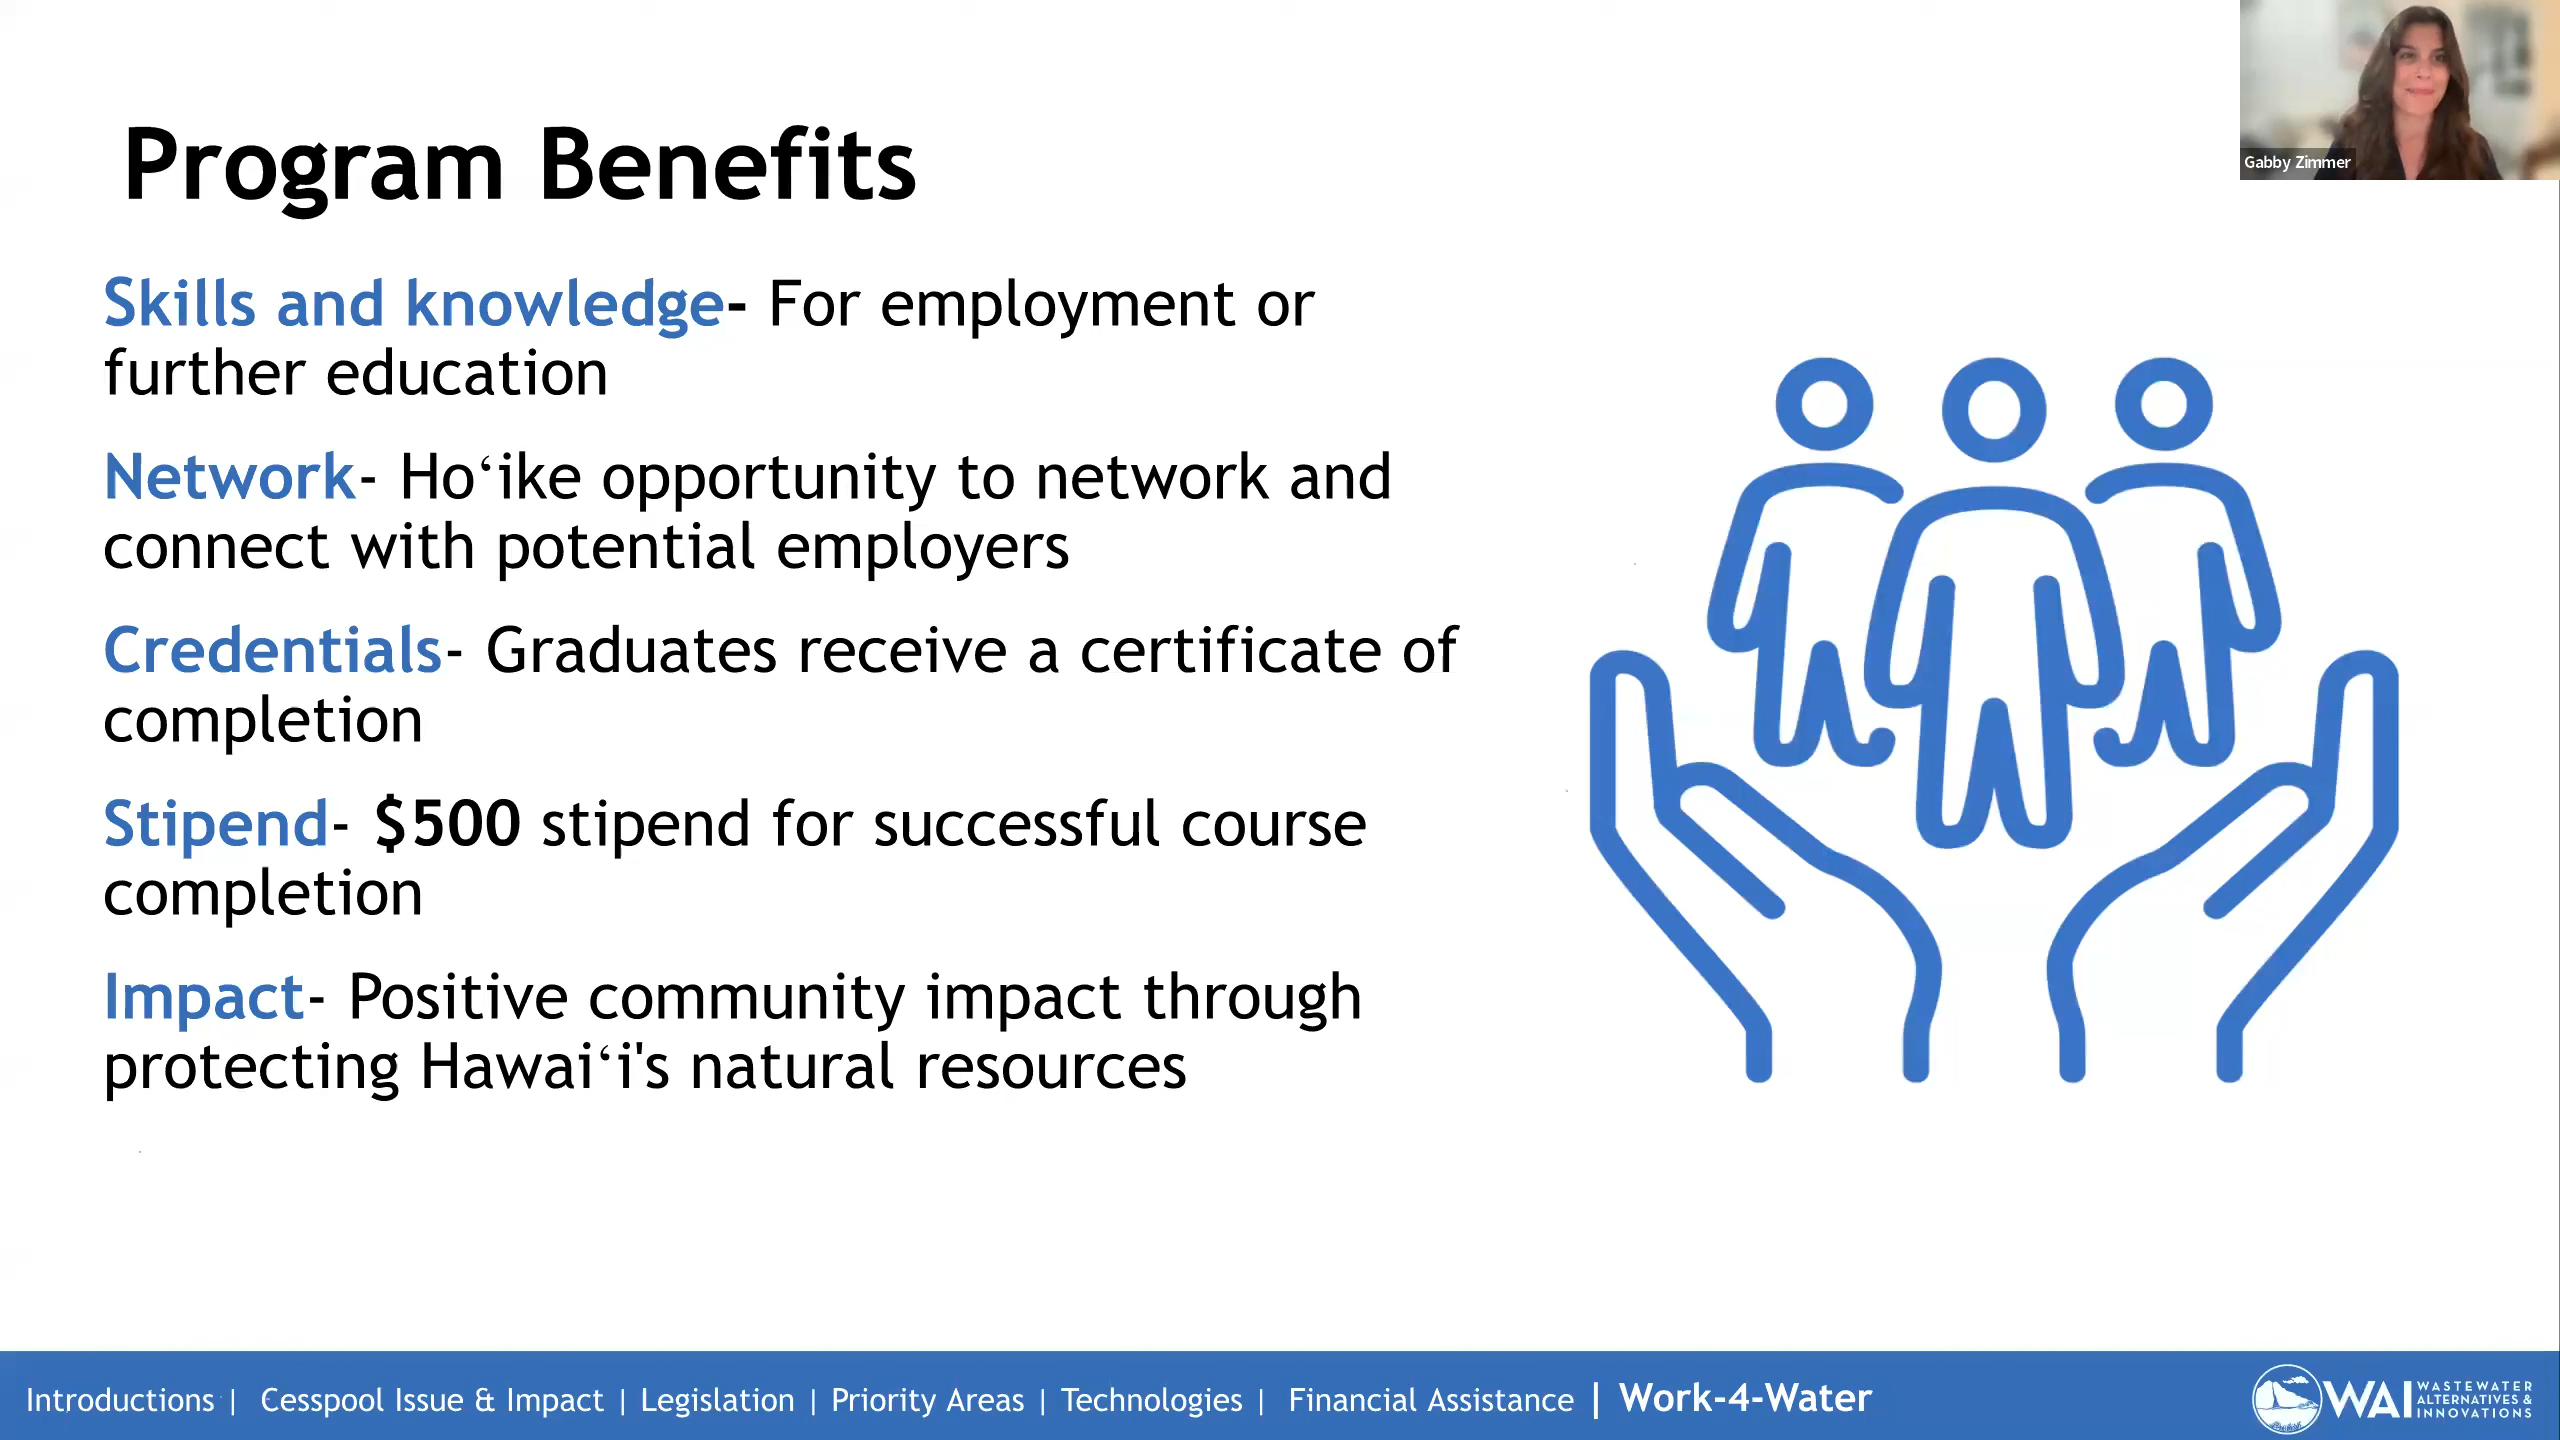 Gabby Zimmer
Program Benefits
Skills and knowledge- For employment or
further education
Network- Hoʻike opportunity to network and
connect with potential employers
Credentials- Graduates receive a certificate of
completion
Stipend- $500 stipend for successful course
completion
Impact- Positive community impact through
protecting Hawaiʻi's natural resources
Introductions | Cesspool Issue & Impact | Legislation | Priority Areas | Technologies | Financial Assistance | Work-4-Water
WAI
WASTEWATER
ALTERNATIVES &
INNOVATIONS